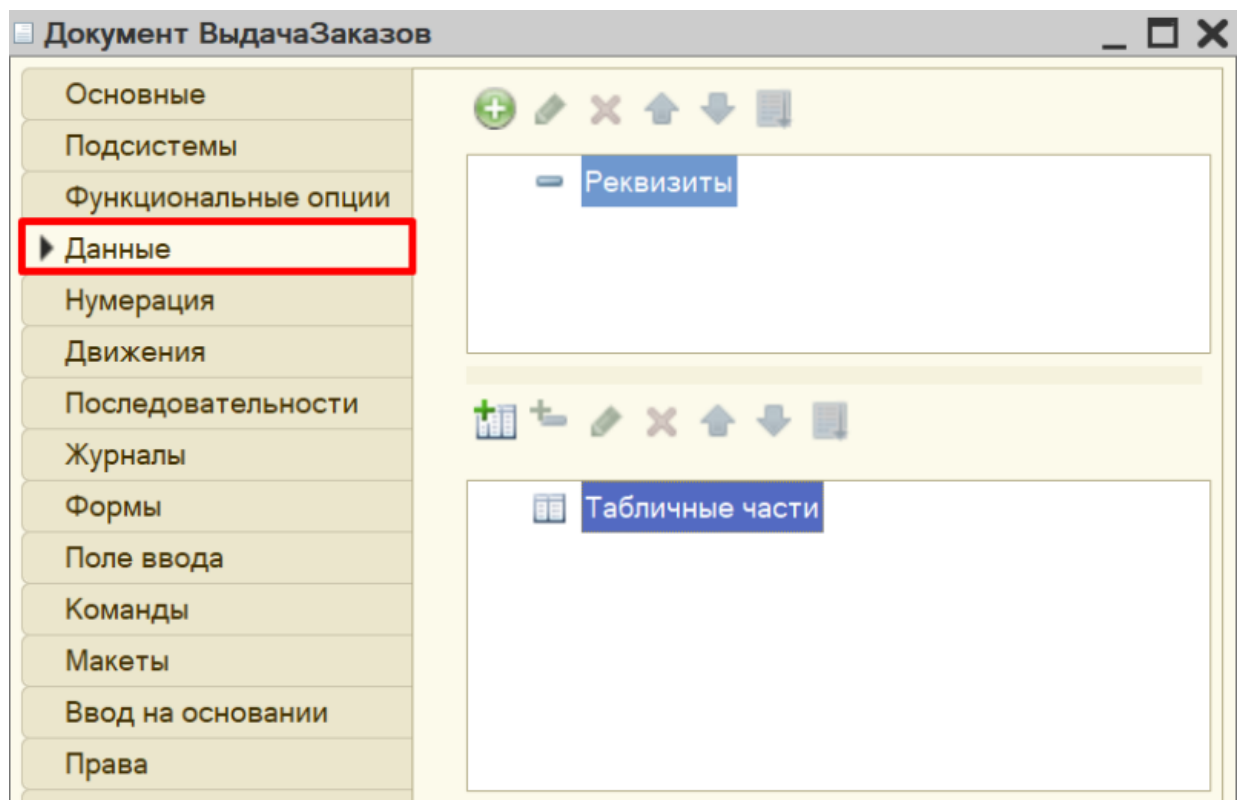 Документ ВыдачаЗаказов
Основные
Подсистемы
Функциональные опции
Данные
Нумерация
Движения
Последовательности
Журналы
Формы
Поле ввода
Команды
Макеты
Ввод на основании
Права
Реквизиты
Табличные части